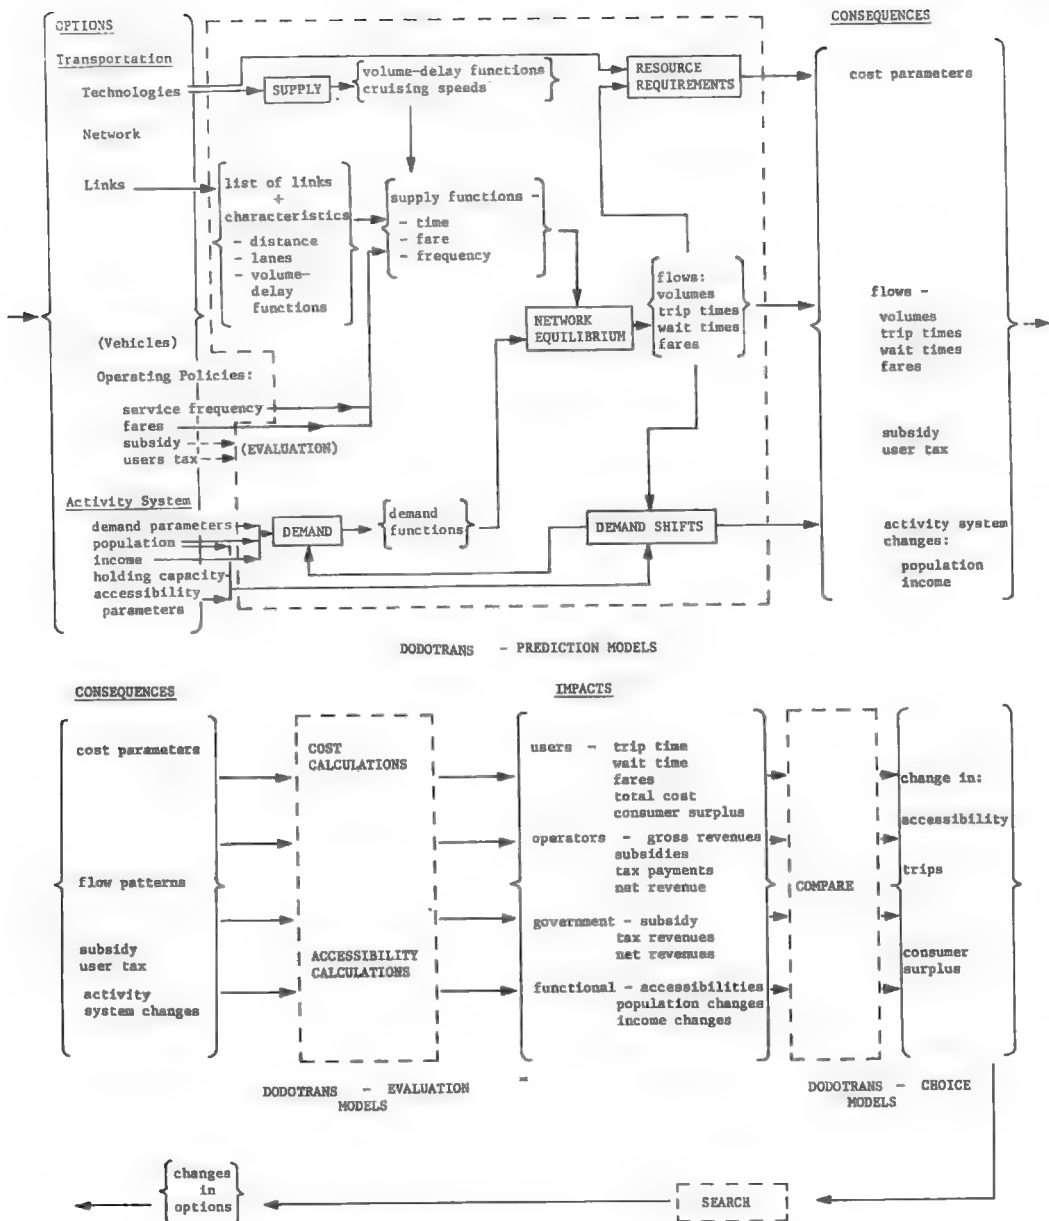 OPTIONS
Transportation
Technologies
Network
Links
(Vehicles)
Operating Policies:
service frequency
fares
subsidy
users tax
Activity System
demand parameters
population
income
holding capacity
accessibility
parameters
SUPPLY
volume-delay functions
cruising speeds
RESOURCE
REQUIREMENTS
list of links
+
characteristics
- distance
- lanes
- volume-
delay
functions
supply functions -
- time
- fare
- frequency
NETWORK
EQUILIBRIUM
flows:
volumes
trip times
wait times
fares
(EVALUATION)
DEMAND
demand
functions
DEMAND SHIFTS
CONSEQUENCES
cost parameters
flows -
volumes
trip times
wait times
fares
subsidy
user tax
activity system
changes:
population
income
DODOTRANS - PREDICTION MODELS
CONSEQUENCES
cost parameters
flow patterns
subsidy
user tax
activity
system changes
COST
CALCULATIONS
ACCESSIBILITY
CALCULATIONS
IMPACTS
users - trip time
wait time
fares
total cost
consumer surplus
operators - gross revenues
subsidies
tax payments
net revenue
government - subsidy
tax revenues
net revenues
functional - accessibilities
population changes
income changes
COMPARE
change in:
accessibility
trips
consumer
surplus
DODOTRANS - EVALUATION
MODELS
DODOTRANS - CHOICE
MODELS
changes
in
options
SEARCH